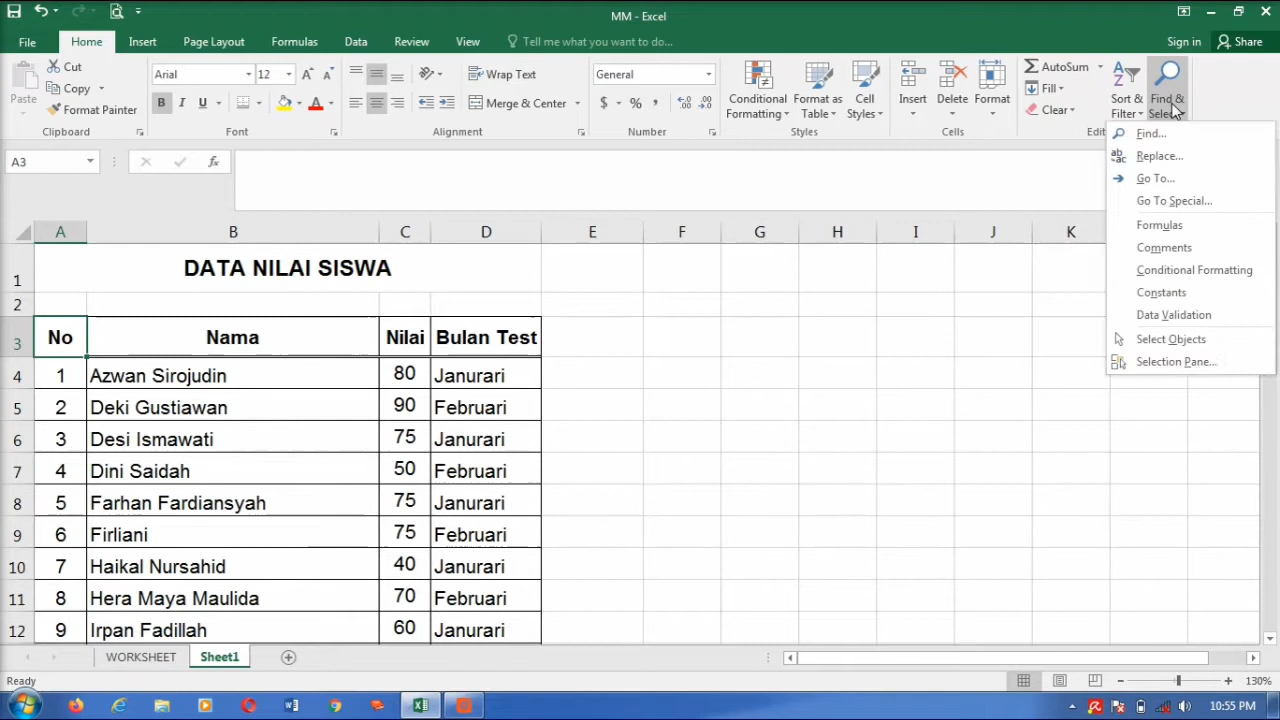 MM - Excel
File Home Insert Page Layout Formulas Data Review View Tell me what you want to do... Sign in Share
Paste
Cut
Copy
Format Painter
Clipboard
Arial 12
B I U
Font
Wrap Text
Merge & Center
General
$ % ,
Number
Conditional Formatting
Format as Table
Cell Styles
Styles
Insert
Delete
Format
Cells
AutoSum
Fill
Clear
Sort & Filter
Find & Select
Find...
Replace...
Go To...
Go To Special...
Formulas
Comments
Conditional Formatting
Constants
Data Validation
Select Objects
Selection Pane...
A3
fx
A B C D E F G H I J K
1 DATA NILAI SISWA
2
3 No Nama Nilai Bulan Test
4 1 Azwan Sirojudin 80 Janurari
5 2 Deki Gustiawan 90 Februari
6 3 Desi Ismawati 75 Janurari
7 4 Dini Saidah 50 Februari
8 5 Farhan Fardiansyah 75 Janurari
9 6 Firliani 75 Februari
10 7 Haikal Nursahid 40 Janurari
11 8 Hera Maya Maulida 70 Februari
12 9 Irpan Fadillah 60 Janurari
WORKSHEET Sheet1
Ready 130%
10:55 PM